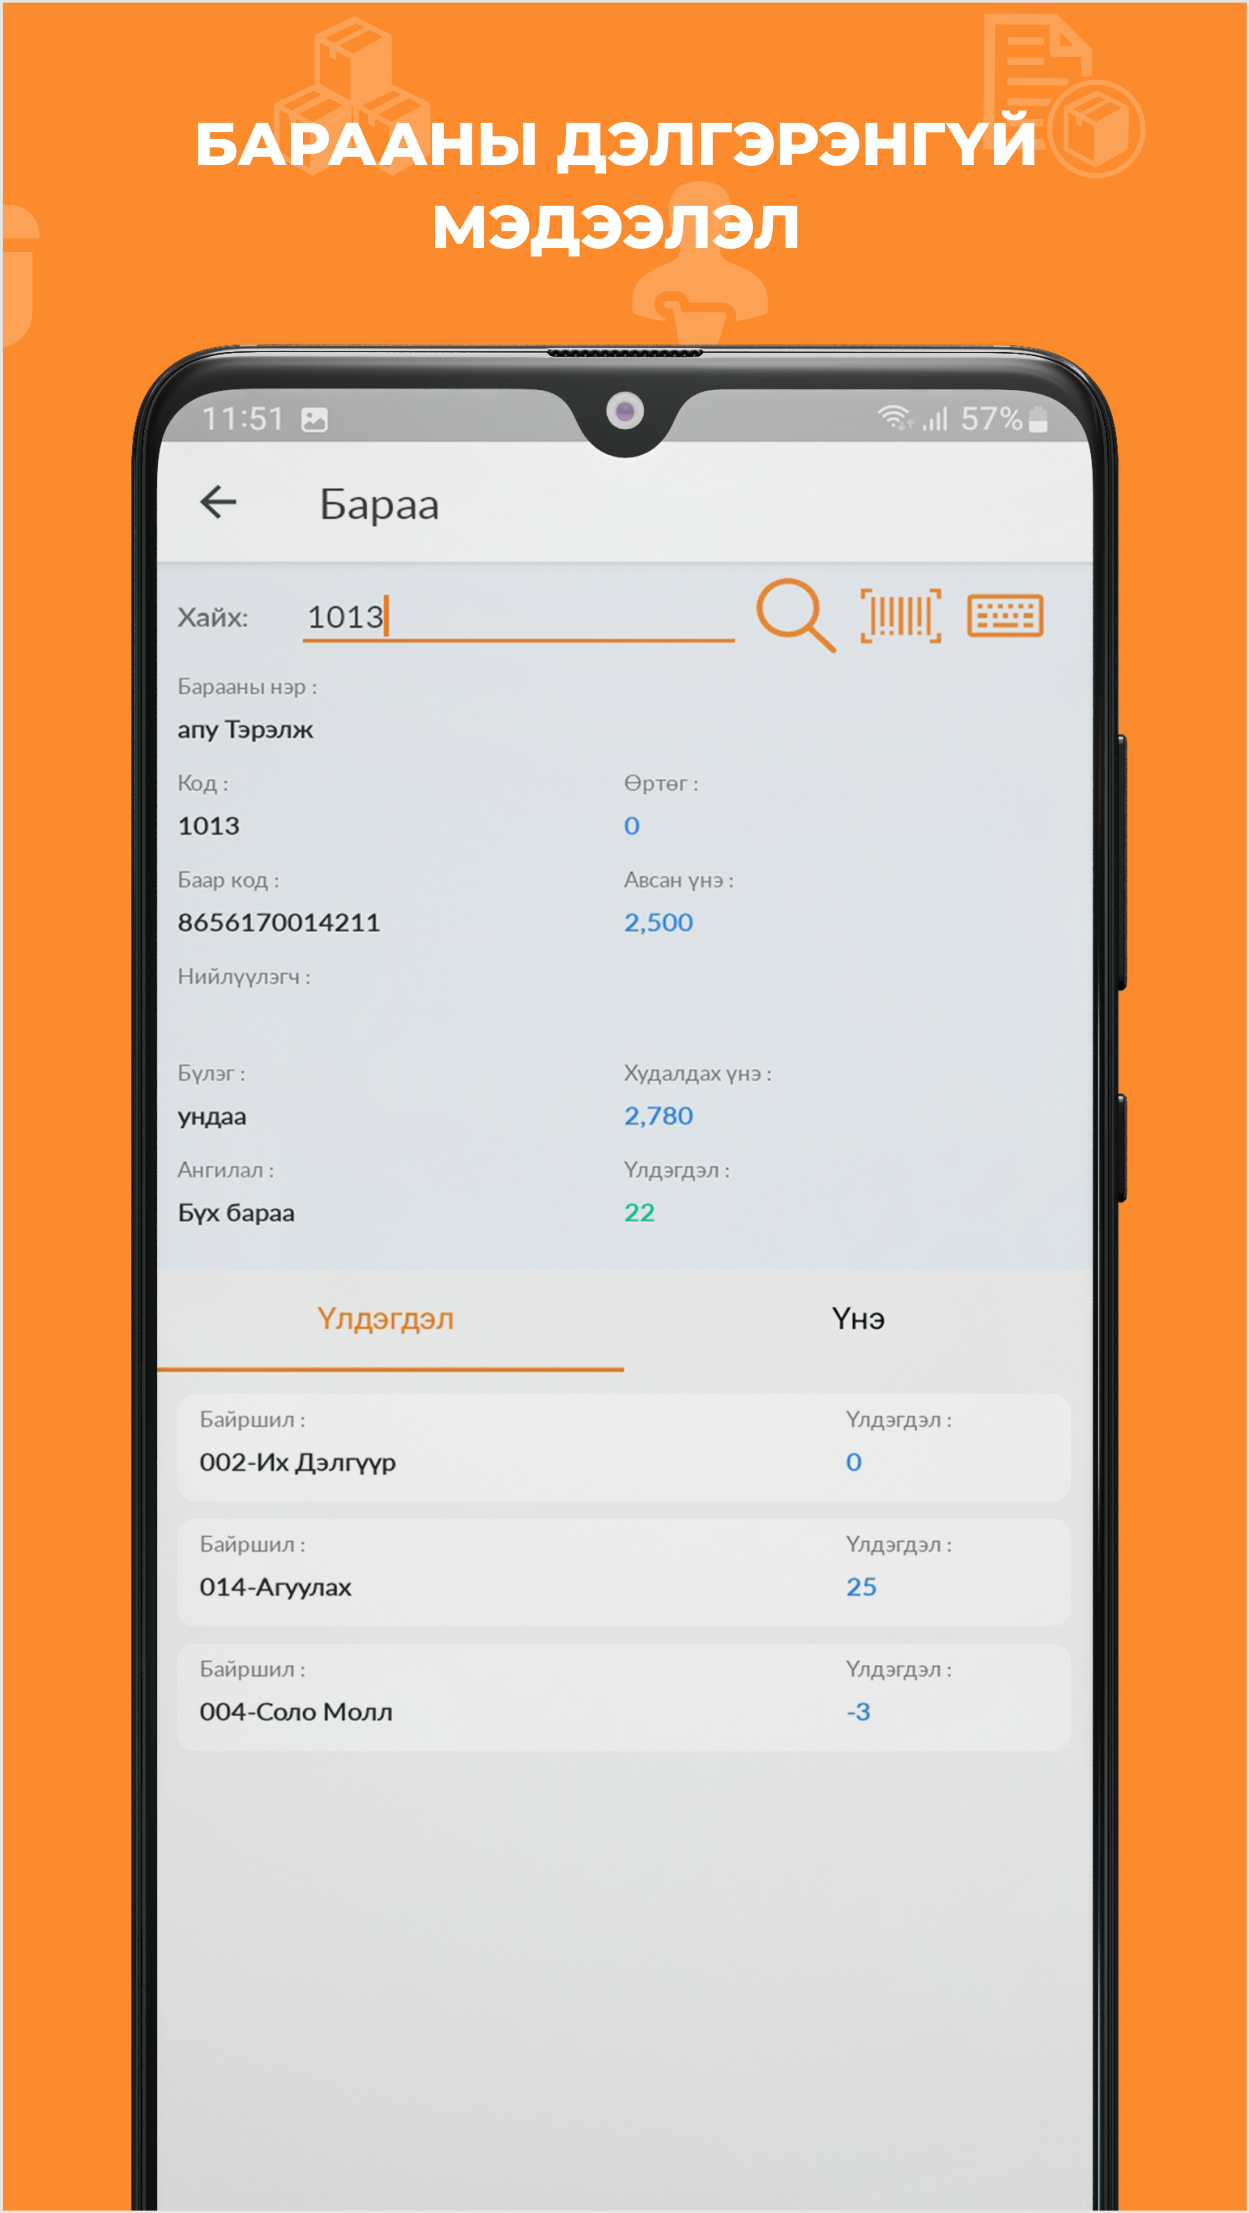 БАРААНЫ ДЭЛГЭРЭНГҮЙ
МЭДЭЭЛЭЛ
11:51 57%
Бараа
Хайх: 1013
Барааны нэр :
апу Тэрэлж
Код : Өртөг :
1013 0
Баар код : Авсан үнэ :
8656170014211 2,500
Нийлүүлэгч :
Бүлэг : Худалдах үнэ :
ундаа 2,780
Ангилал : Үлдэгдэл :
Бүх бараа 22
Үлдэгдэл Үнэ
Байршил : Үлдэгдэл :
002-Их Дэлгүүр 0
Байршил : Үлдэгдэл :
014-Агуулах 25
Байршил : Үлдэгдэл :
004-Соло Молл -3